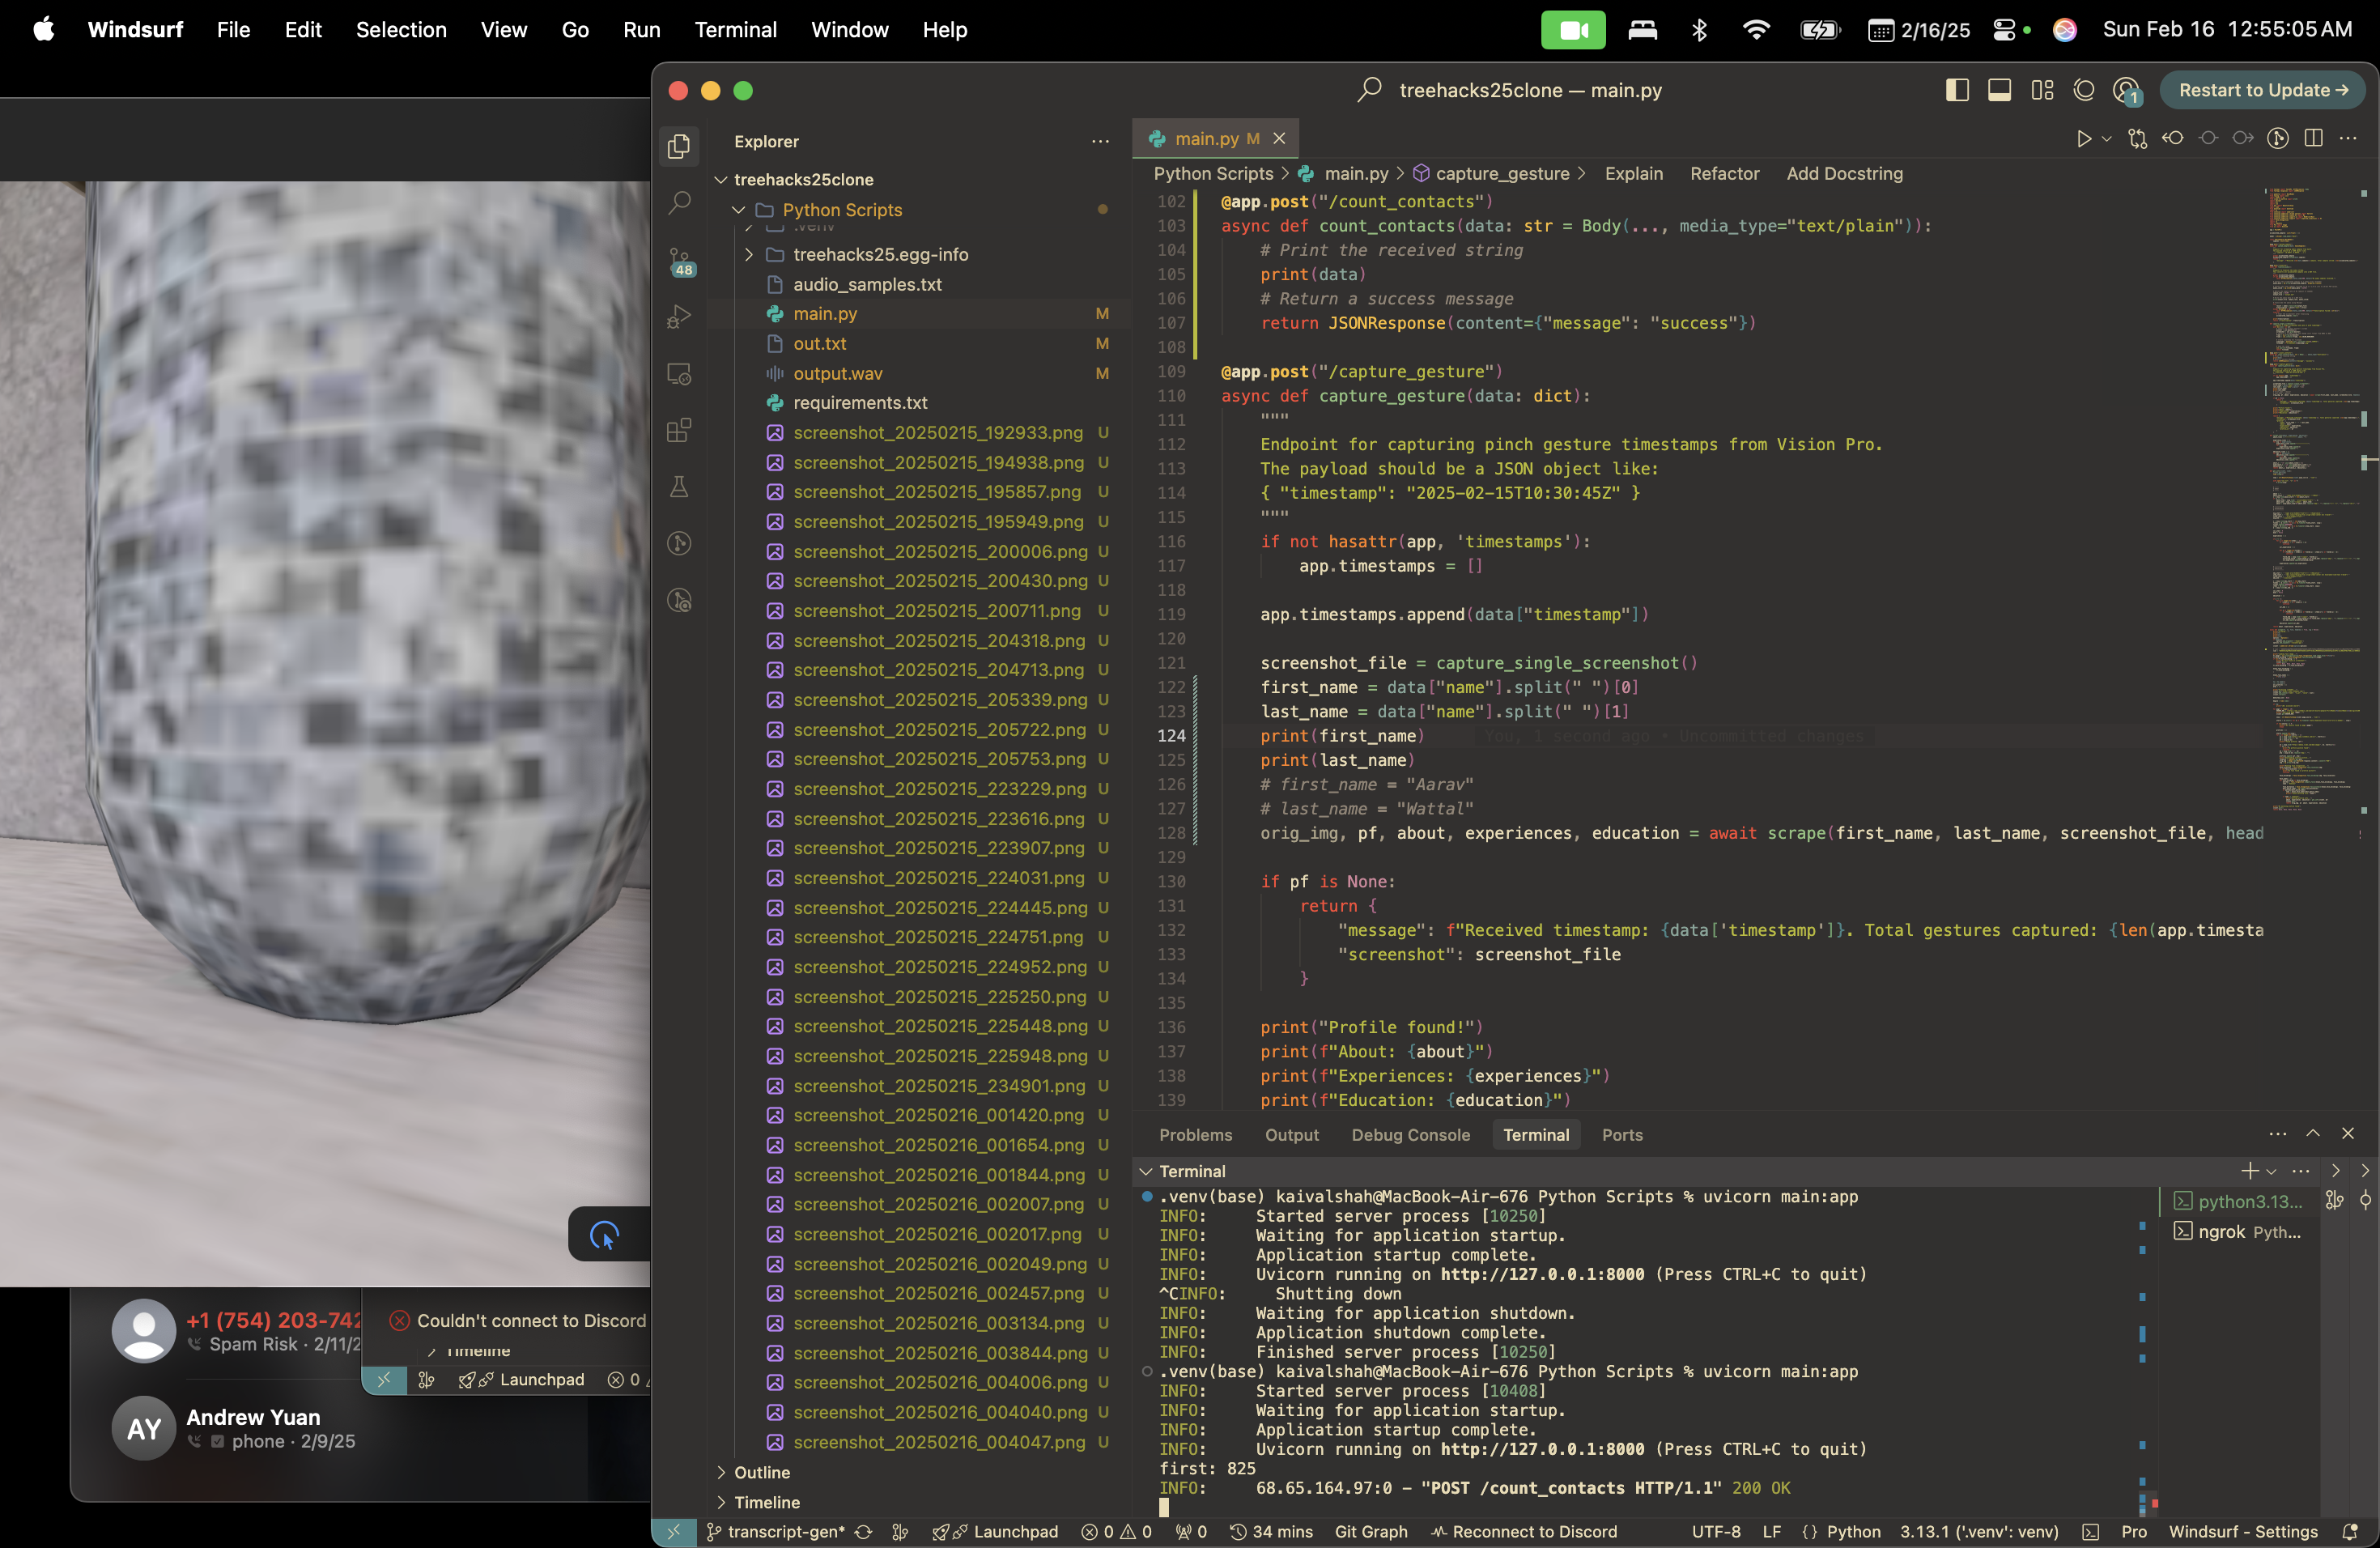 Windsurf File Edit Selection View Go Run Terminal Window Help
2/16/25 Sun Feb 16 12:55:05 AM
treehacks25clone — main.py
1
Restart to Update →
Explorer
treehacks25clone
Python Scripts
.venv
treehacks25.egg-info
audio_samples.txt
main.py M
out.txt M
output.wav M
requirements.txt
screenshot_20250215_192933.png U
screenshot_20250215_194938.png U
screenshot_20250215_195857.png U
screenshot_20250215_195949.png U
screenshot_20250215_200006.png U
screenshot_20250215_200430.png U
screenshot_20250215_200711.png U
screenshot_20250215_204318.png U
screenshot_20250215_204713.png U
screenshot_20250215_205339.png U
screenshot_20250215_205722.png U
screenshot_20250215_205753.png U
screenshot_20250215_223229.png U
screenshot_20250215_223616.png U
screenshot_20250215_223907.png U
screenshot_20250215_224031.png U
screenshot_20250215_224445.png U
screenshot_20250215_224751.png U
screenshot_20250215_224952.png U
screenshot_20250215_225250.png U
screenshot_20250215_225448.png U
screenshot_20250215_225948.png U
screenshot_20250215_234901.png U
screenshot_20250216_001420.png U
screenshot_20250216_001654.png U
screenshot_20250216_001844.png U
screenshot_20250216_002007.png U
screenshot_20250216_002017.png U
screenshot_20250216_002049.png U
screenshot_20250216_002457.png U
screenshot_20250216_003134.png U
screenshot_20250216_003844.png U
screenshot_20250216_004006.png U
screenshot_20250216_004040.png U
screenshot_20250216_004047.png U
Outline
Timeline
48
main.py M
Python Scripts > main.py > capture_gesture > Explain Refactor Add Docstring
102 @app.post("/count_contacts")
103 async def count_contacts(data: str = Body(..., media_type="text/plain")):
104 # Print the received string
105 print(data)
106 # Return a success message
107 return JSONResponse(content={"message": "success"})
108
109 @app.post("/capture_gesture")
110 async def capture_gesture(data: dict):
111 """
112 Endpoint for capturing pinch gesture timestamps from Vision Pro.
113 The payload should be a JSON object like:
114 { "timestamp": "2025-02-15T10:30:45Z" }
115 """
116 if not hasattr(app, 'timestamps'):
117 app.timestamps = []
118
119 app.timestamps.append(data["timestamp"])
120
121 screenshot_file = capture_single_screenshot()
122 first_name = data["name"].split(" ")[0]
123 last_name = data["name"].split(" ")[1]
124 print(first_name) You, 1 second ago • Uncommitted changes
125 print(last_name)
126 # first_name = "Aarav"
127 # last_name = "Wattal"
128 orig_img, pf, about, experiences, education = await scrape(first_name, last_name, screenshot_file, head
129
130 if pf is None:
131 return {
132 "message": f"Received timestamp: {data['timestamp']}. Total gestures captured: {len(app.timesta
133 "screenshot": screenshot_file
134 }
135
136 print("Profile found!")
137 print(f"About: {about}")
138 print(f"Experiences: {experiences}")
139 print(f"Education: {education}")
Problems Output Debug Console Terminal Ports
Terminal
.venv(base) kaivalshah@MacBook-Air-676 Python Scripts % uvicorn main:app
INFO: Started server process [10250]
INFO: Waiting for application startup.
INFO: Application startup complete.
INFO: Uvicorn running on http://127.0.0.1:8000 (Press CTRL+C to quit)
^CINFO: Shutting down
INFO: Waiting for application shutdown.
INFO: Application shutdown complete.
INFO: Finished server process [10250]
.venv(base) kaivalshah@MacBook-Air-676 Python Scripts % uvicorn main:app
INFO: Started server process [10408]
INFO: Waiting for application startup.
INFO: Application startup complete.
INFO: Uvicorn running on http://127.0.0.1:8000 (Press CTRL+C to quit)
first: 825
INFO: 68.65.164.97:0 - "POST /count_contacts HTTP/1.1" 200 OK
python3.13...
ngrok Pyth...
+1 (754) 203-742
Spam Risk · 2/11/2
AY
Andrew Yuan
phone · 2/9/25
Couldn't connect to Discord
Timeline
Launchpad 0
transcript-gen* Launchpad 0 0 0 34 mins Git Graph Reconnect to Discord UTF-8 LF {} Python 3.13.1 ('.venv': venv) Pro Windsurf - Settings